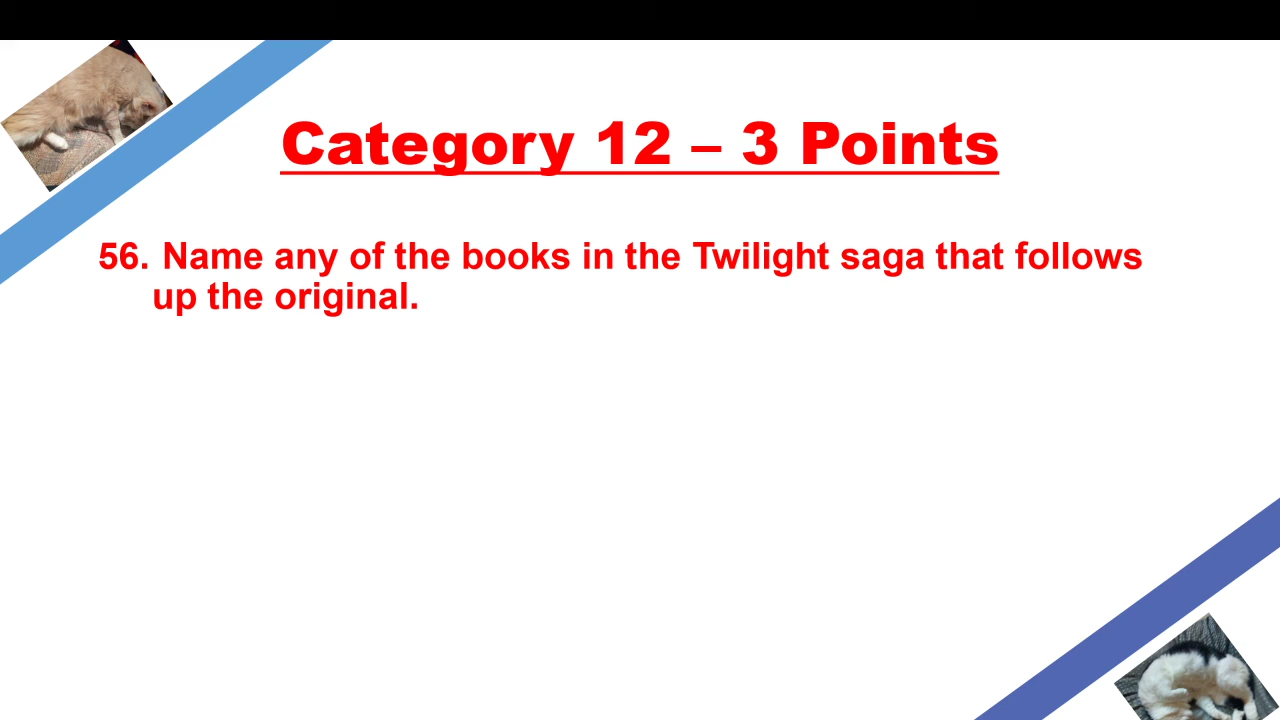 Category 12 – 3 Points
56. Name any of the books in the Twilight saga that follows
up the original.